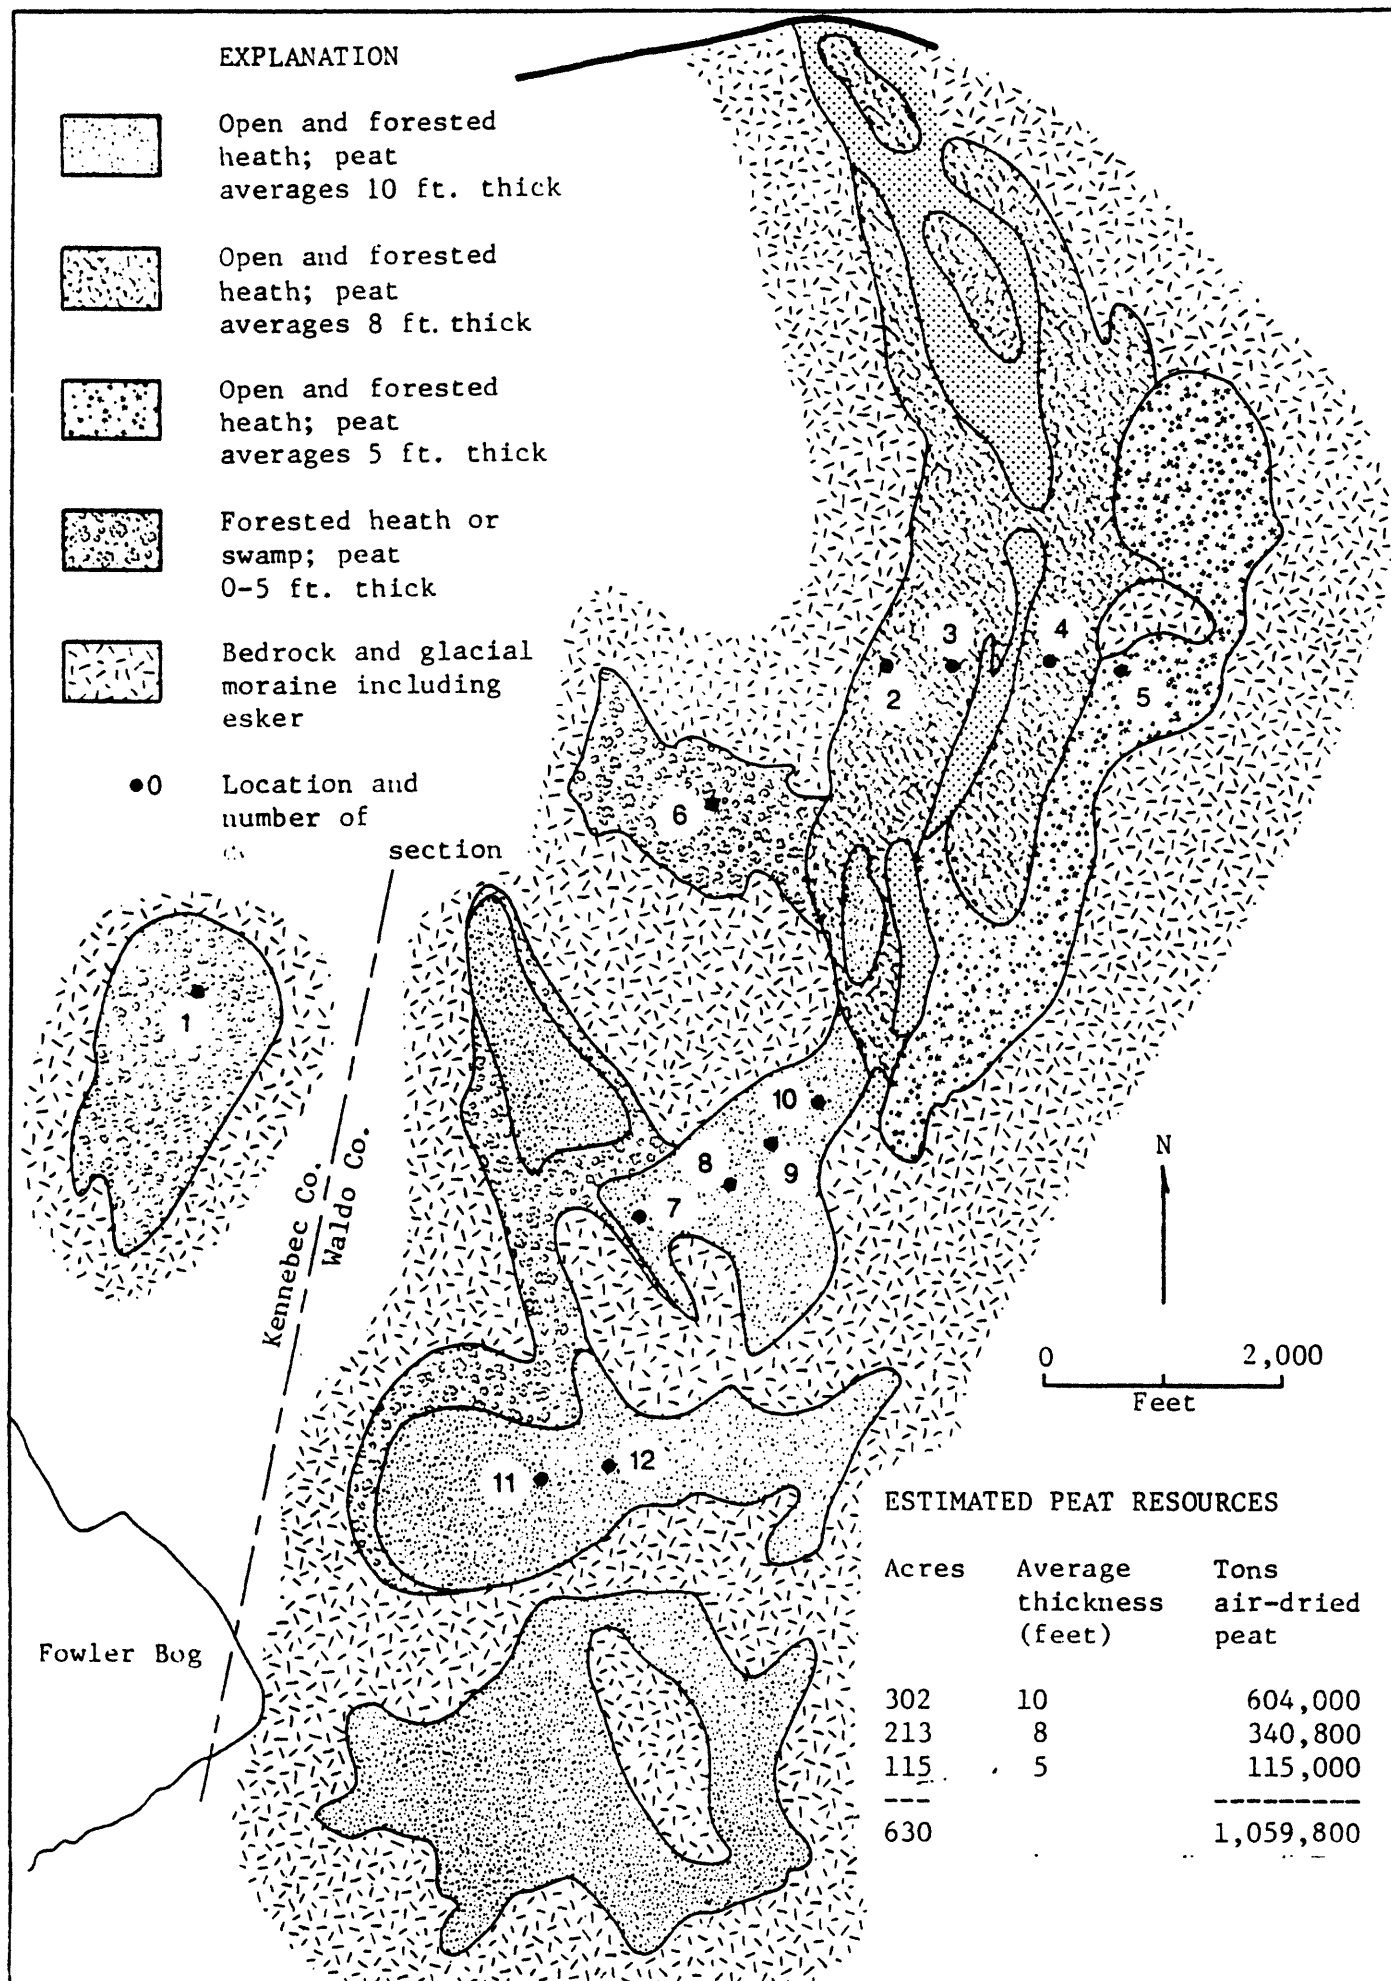 EXPLANATION
Open and forested
heath; peat
averages 10 ft. thick
Open and forested
heath; peat
averages 8 ft. thick
Open and forested
heath; peat
averages 5 ft. thick
Forested heath or
swamp; peat
0-5 ft. thick
Bedrock and glacial
moraine including
esker
0 Location and
number of
section
1
2
3
4
5
6
7
8
9
10
11
12
Kennebec Co.
Waldo Co.
Fowler Bog
N
0 2,000
Feet
ESTIMATED PEAT RESOURCES
Acres Average Tons
thickness air-dried
(feet) peat
302 10 604,000
213 8 340,800
115 5 115,000
--- ---------
630 1,059,800